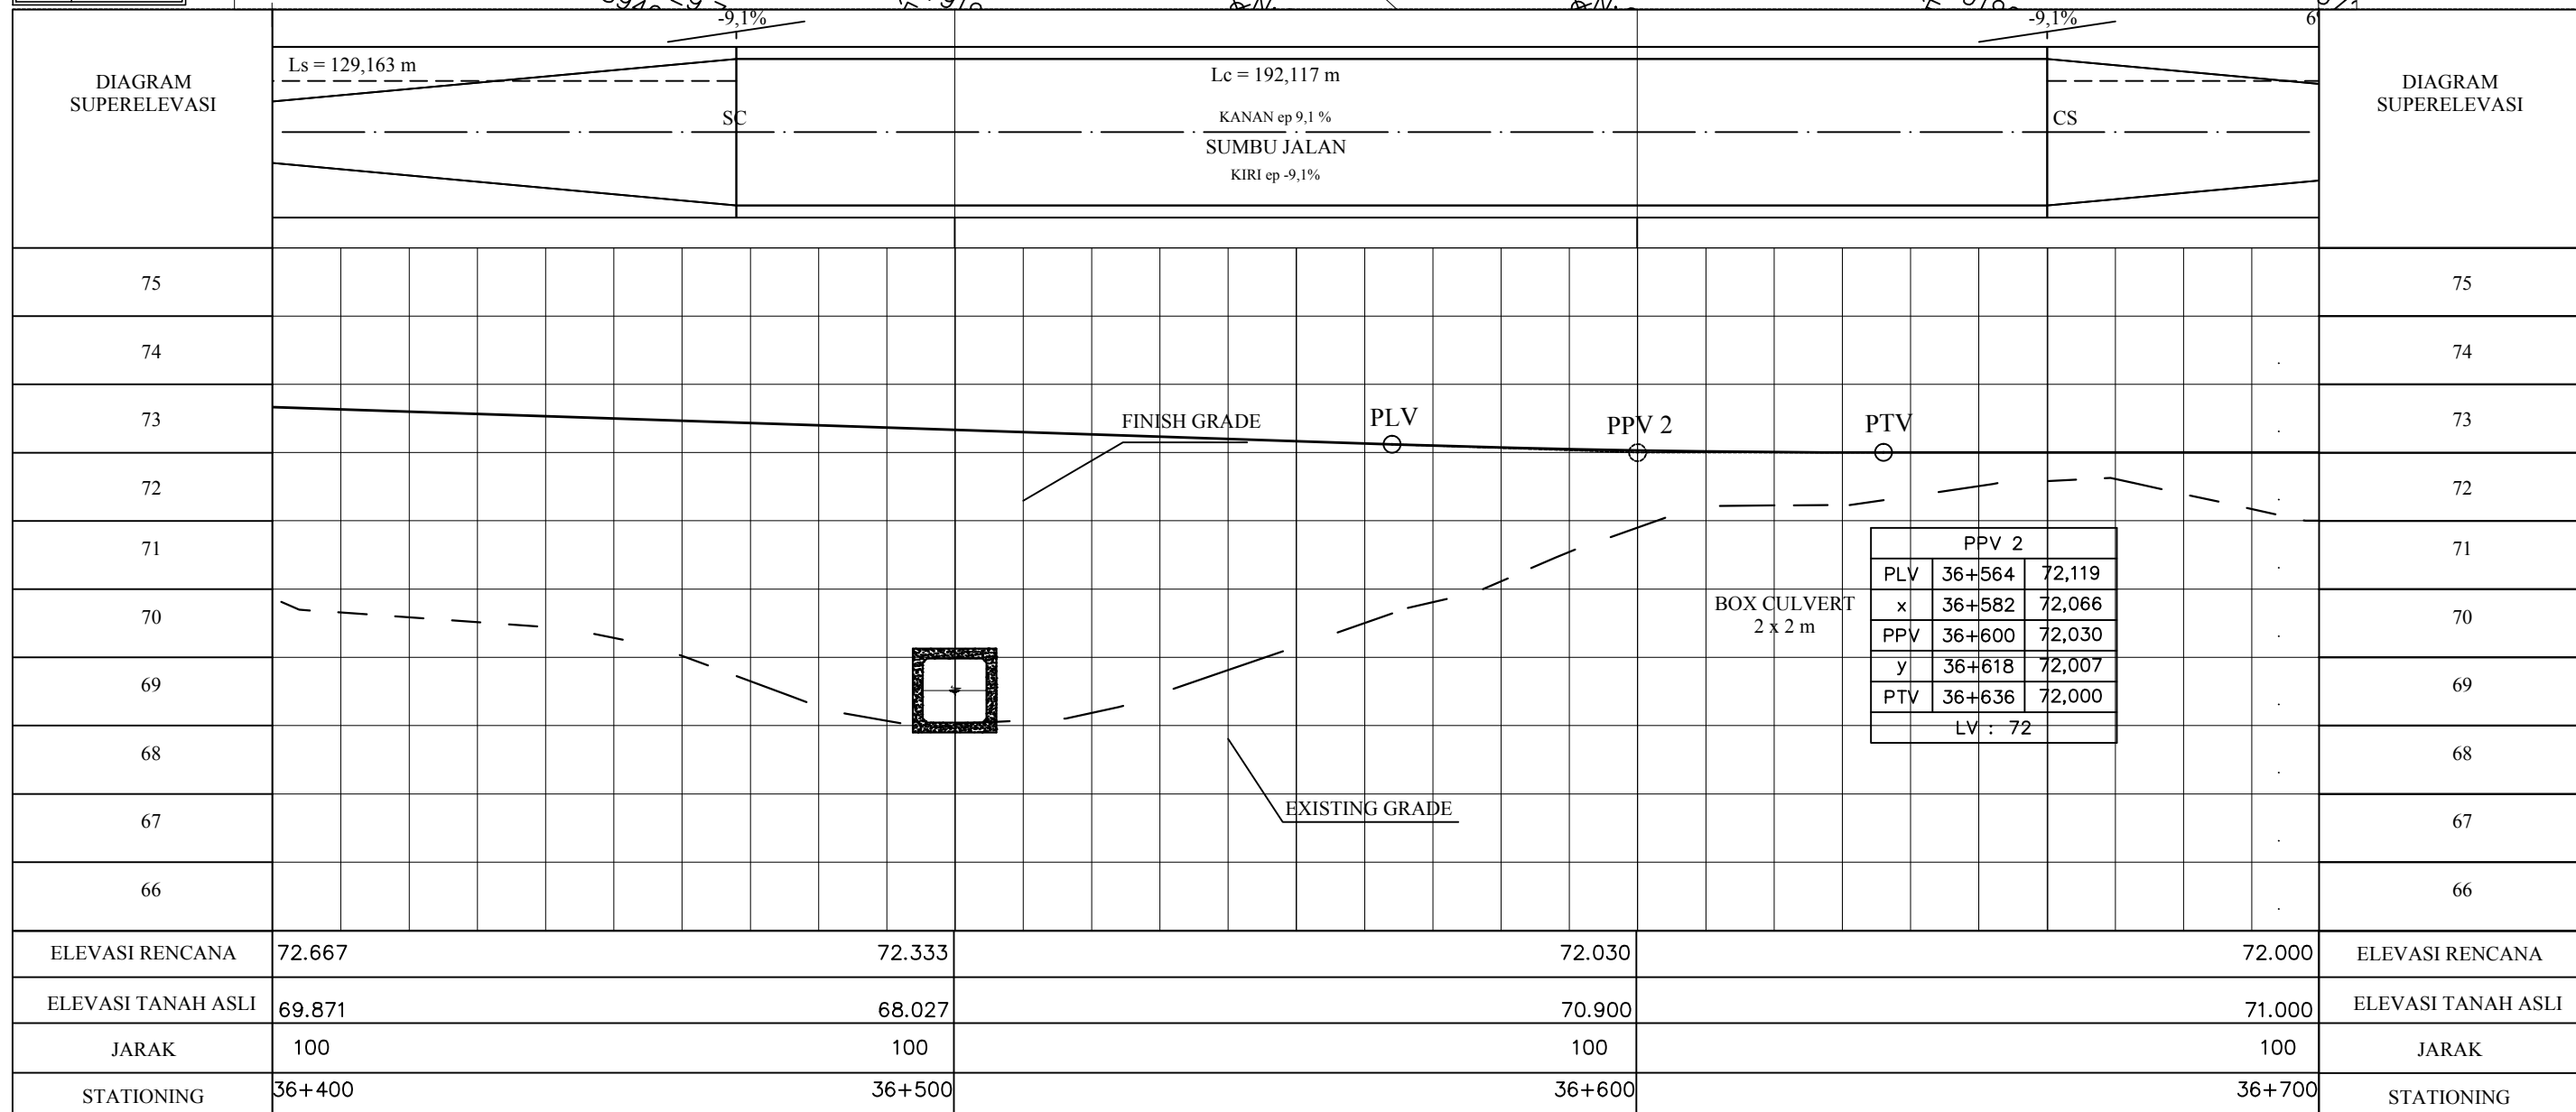 -9,1%
-9,1%
DIAGRAM
SUPERELEVASI
Ls = 129,163 m
Lc = 192,117 m
SC
KANAN ep 9,1 %
CS
SUMBU JALAN
KIRI ep -9,1%
DIAGRAM
SUPERELEVASI
75
75
74
74
73
FINISH GRADE
PLV
PPV 2
PTV
73
72
72
71
71
70
70
69
69
68
68
67
67
66
66
BOX CULVERT
2 x 2 m
PPV 2
PLV 36+564 72,119
x 36+582 72,066
PPV 36+600 72,030
y 36+618 72,007
PTV 36+636 72,000
LV : 72
EXISTING GRADE
ELEVASI RENCANA 72.667 72.333 72.030 72.000 ELEVASI RENCANA
ELEVASI TANAH ASLI 69.871 68.027 70.900 71.000 ELEVASI TANAH ASLI
JARAK 100 100 100 100 JARAK
STATIONING 36+400 36+500 36+600 36+700 STATIONING